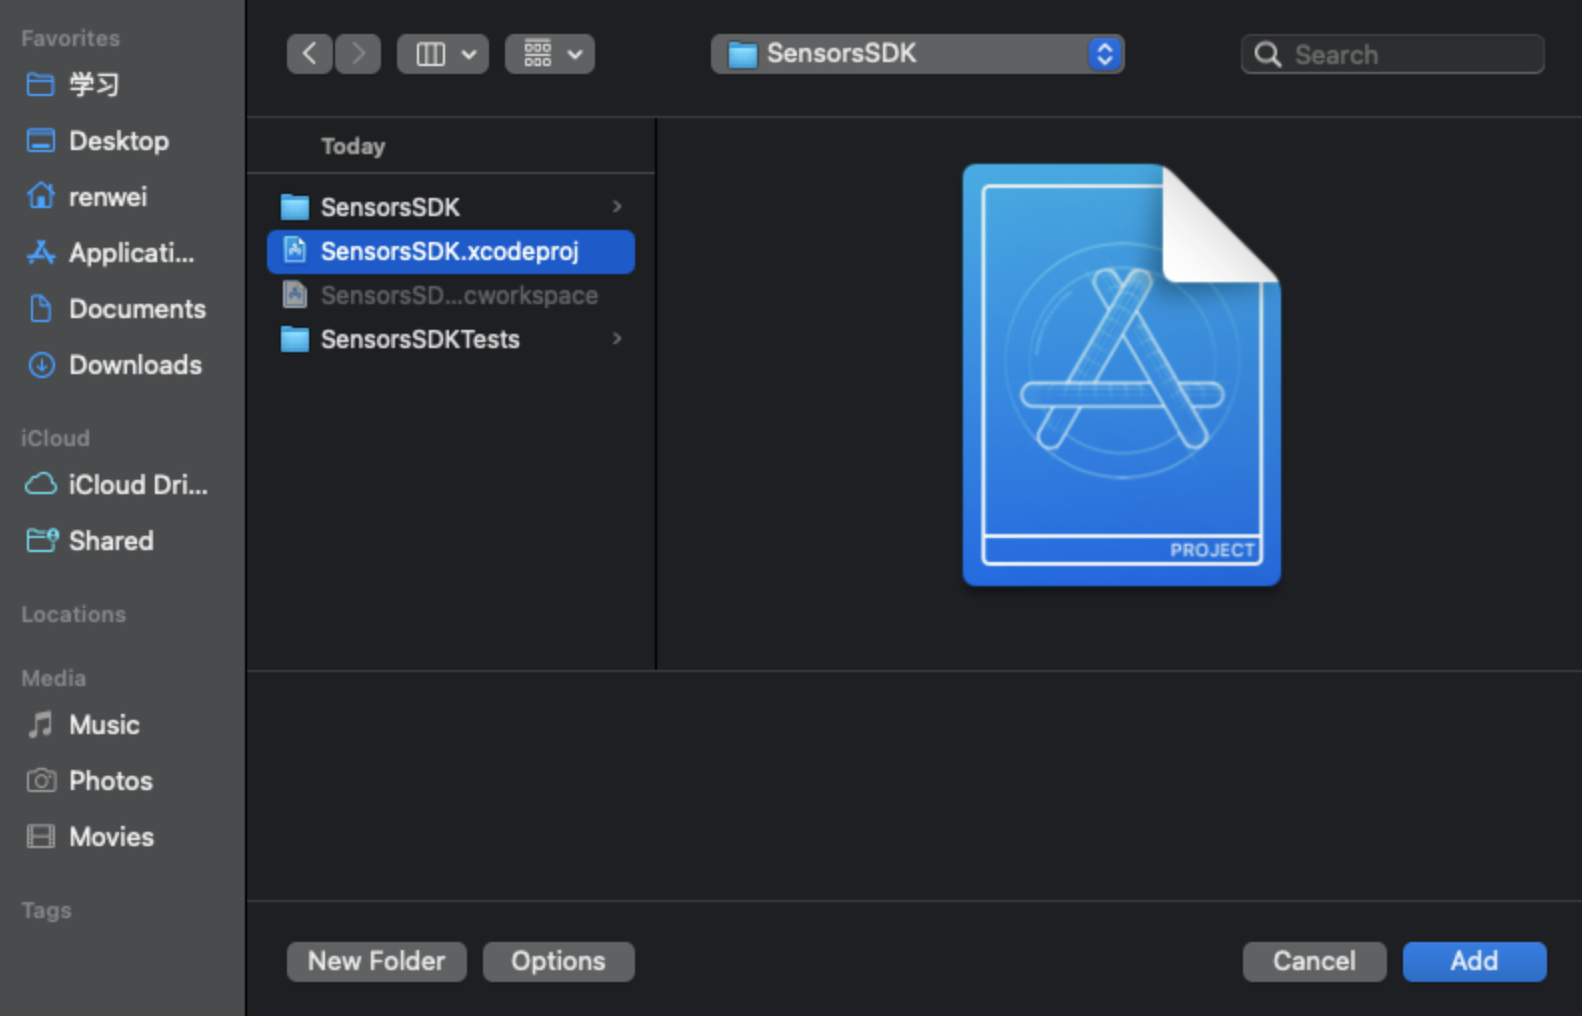 Favorites
学习
Desktop
renwei
Applicati...
Documents
Downloads
iCloud
iCloud Dri...
Shared
Locations
Media
Music
Photos
Movies
Tags
SensorsSDK
Search
Today
SensorsSDK
SensorsSDK.xcodeproj
SensorsSD...cworkspace
SensorsSDKTests
PROJECT
New Folder
Options
Cancel
Add